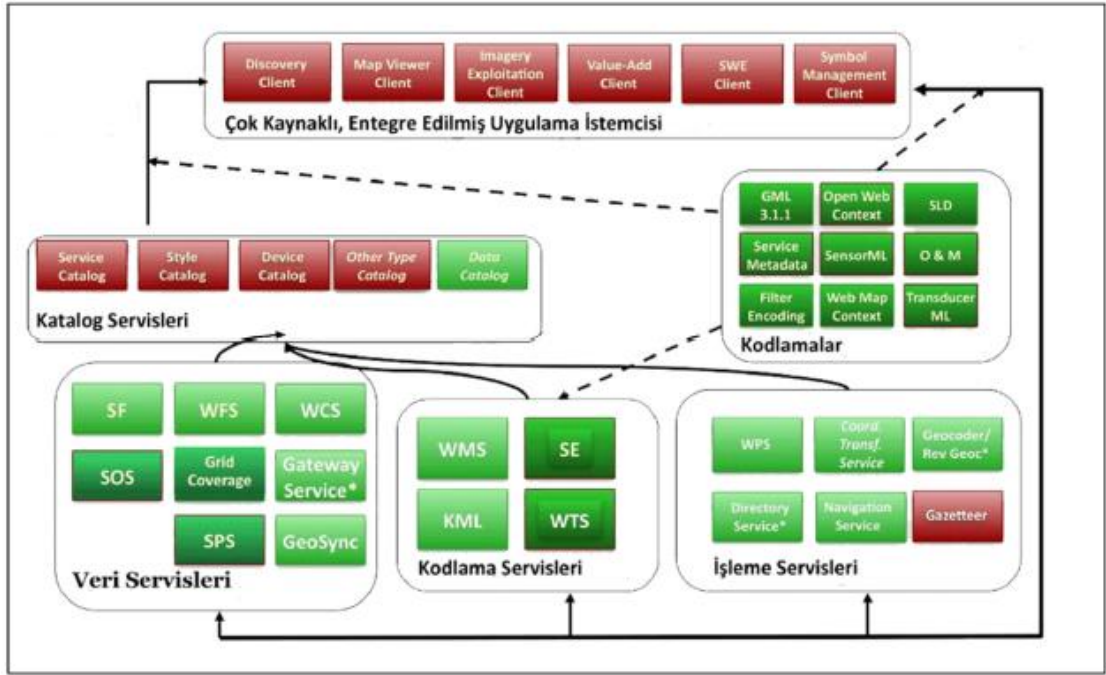 Discovery
Client
Map Viewer
Client
Imagery
Exploitation
Client
Value-Add
Client
SWE
Client
Symbol
Management
Client
Çok Kaynaklı, Entegre Edilmiş Uygulama İstemcisi
GML
3.1.1
Open Web
Context
SLD
Service
Metadata
SensorML
O & M
Filter
Encoding
Web Map
Context
Transducer
ML
Kodlamalar
Service
Catalog
Style
Catalog
Device
Catalog
Other Type
Catalog
Data
Catalog
Katalog Servisleri
SF
WFS
WCS
SOS
Grid
Coverage
Gateway
Service*
SPS
GeoSync
Veri Servisleri
WMS
SE
KML
WTS
Kodlama Servisleri
WPS
Coord.
Transf.
Service
Geocoder/
Rev Geoc*
Directory
Service*
Navigation
Service
Gazetteer
İşleme Servisleri